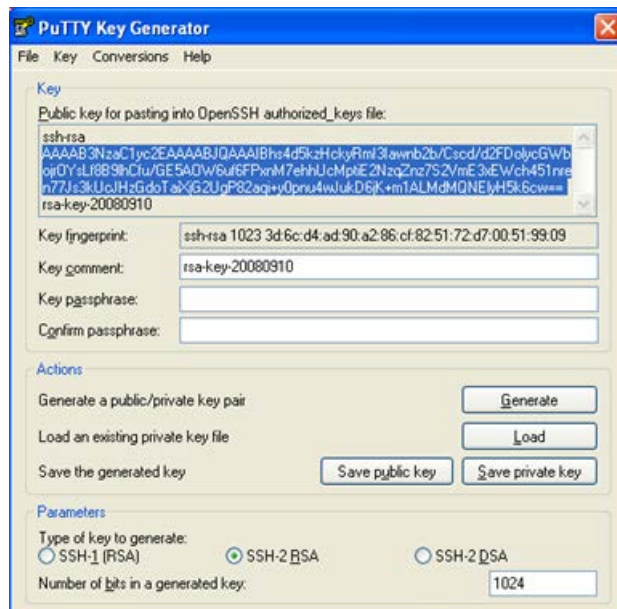 PuTTY Key Generator
File Key Conversions Help
Key
Public key for pasting into OpenSSH authorized_keys file:
ssh-rsa
rsa-key-20080910
Key fingerprint: ssh-rsa 1023 3d:6c:d4:ad:90:a2:86:cf:82:51:72:d7:00:51:99:09
Key comment: rsa-key-20080910
Key passphrase:
Confirm passphrase:
Actions
Generate a public/private key pair Generate
Load an existing private key file Load
Save the generated key Save public key Save private key
Parameters
Type of key to generate:
SSH-1 (RSA) SSH-2 RSA SSH-2 DSA
Number of bits in a generated key: 1024